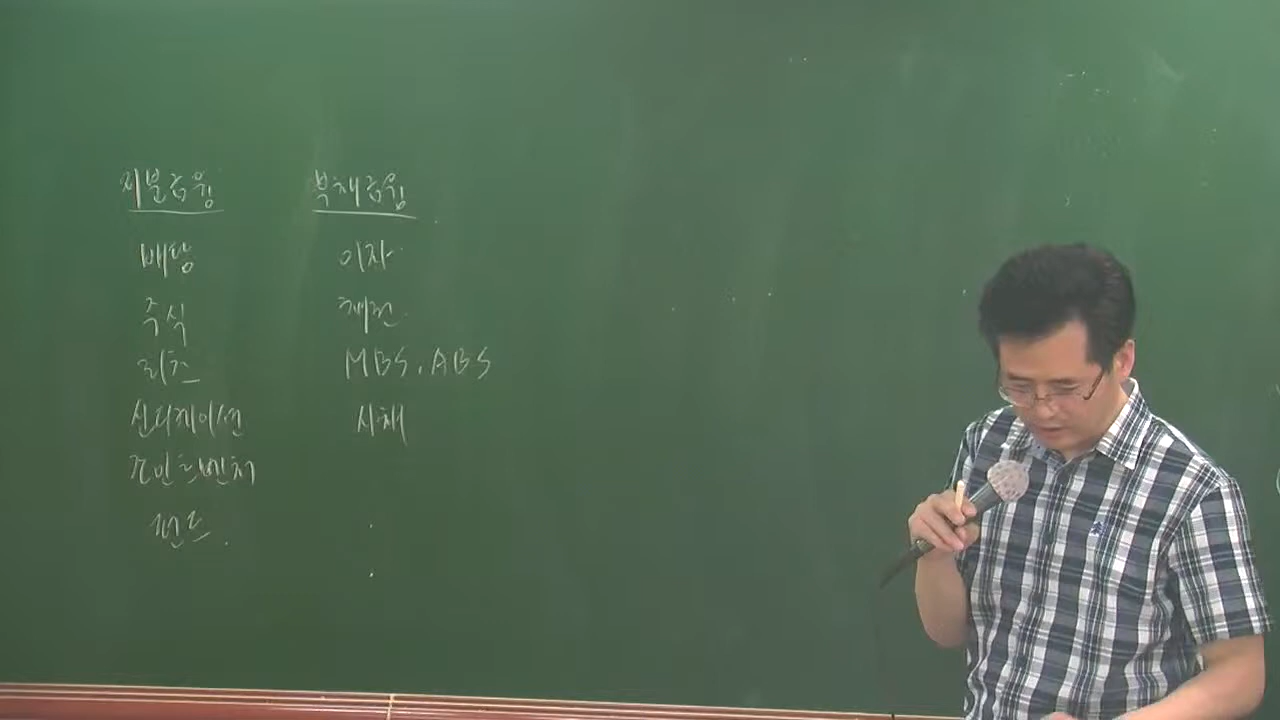 지분금융 부채금융
배당 이자
주식 채권
리츠 MBS, ABS
신디케이션 사채
조인트벤처
펀드